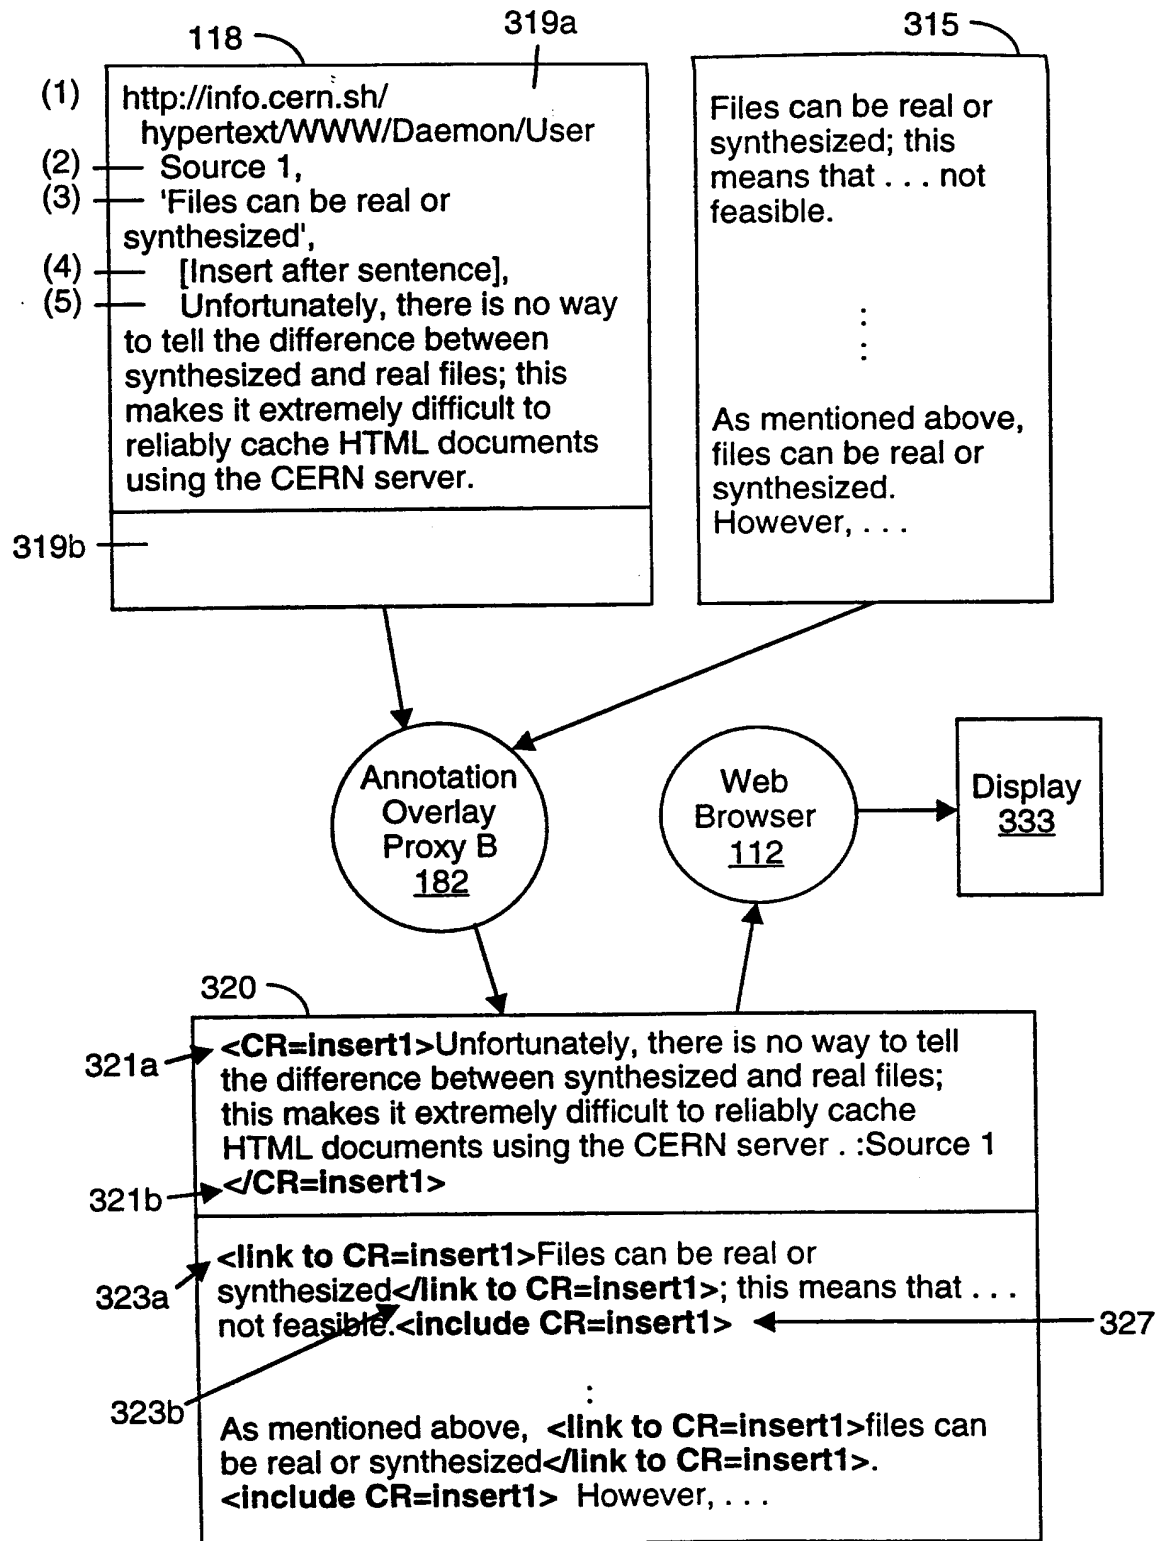 118
319a
315
(1) http://info.cern.sh/
hypertext/WWW/Daemon/User
(2) Source 1,
(3) 'Files can be real or
synthesized',
(4) [Insert after sentence],
(5) Unfortunately, there is no way
to tell the difference between
synthesized and real files; this
makes it extremely difficult to
reliably cache HTML documents
using the CERN server.
319b
Files can be real or
synthesized; this
means that . . . not
feasible.
:
:
As mentioned above,
files can be real or
synthesized.
However, . . .
Annotation
Overlay
Proxy B
182
Web
Browser
112
Display
333
320
321a
<CR=insert1>Unfortunately, there is no way to tell
the difference between synthesized and real files;
this makes it extremely difficult to reliably cache
HTML documents using the CERN server . :Source 1
321b
</CR=insert1>
323a
<link to CR=insert1>Files can be real or
synthesized</link to CR=insert1>; this means that . . .
not feasible.<include CR=insert1>
327
323b
:
As mentioned above, <link to CR=insert1>files can
be real or synthesized</link to CR=insert1>.
<include CR=insert1> However, . . .